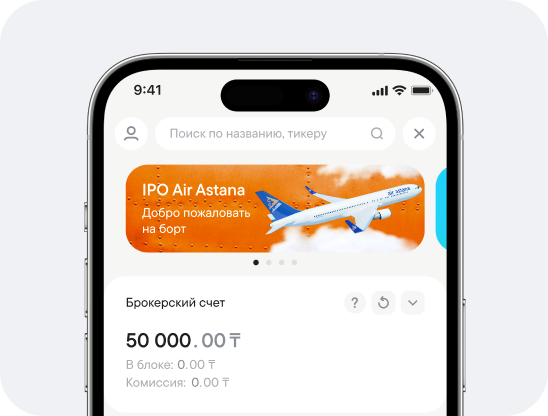 9:41
Поиск по названию, тикеру
IPO Air Astana
Добро пожаловать
на борт
air astana
Брокерский счет
?
50 000.00 ₸
В блоке: 0.00 ₸
Комиссия: 0.00 ₸